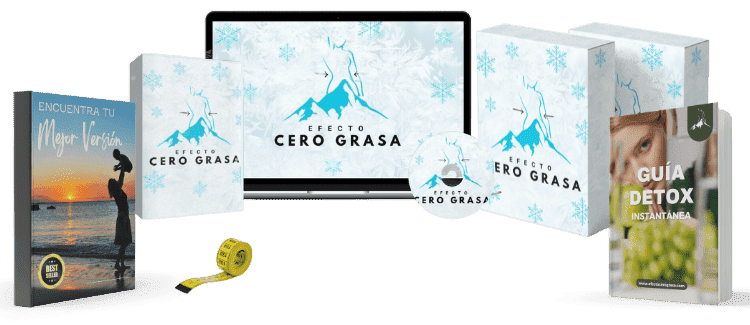 ENCUENTRA TU
Mejor Versión
BEST
SELLER
EFECTO
CERO GRASA
EFECTO
CERO GRASA
CERO GRASA
EFECTO
CERO GRASA
GUÍA
DETOX
INSTANTÁNEA